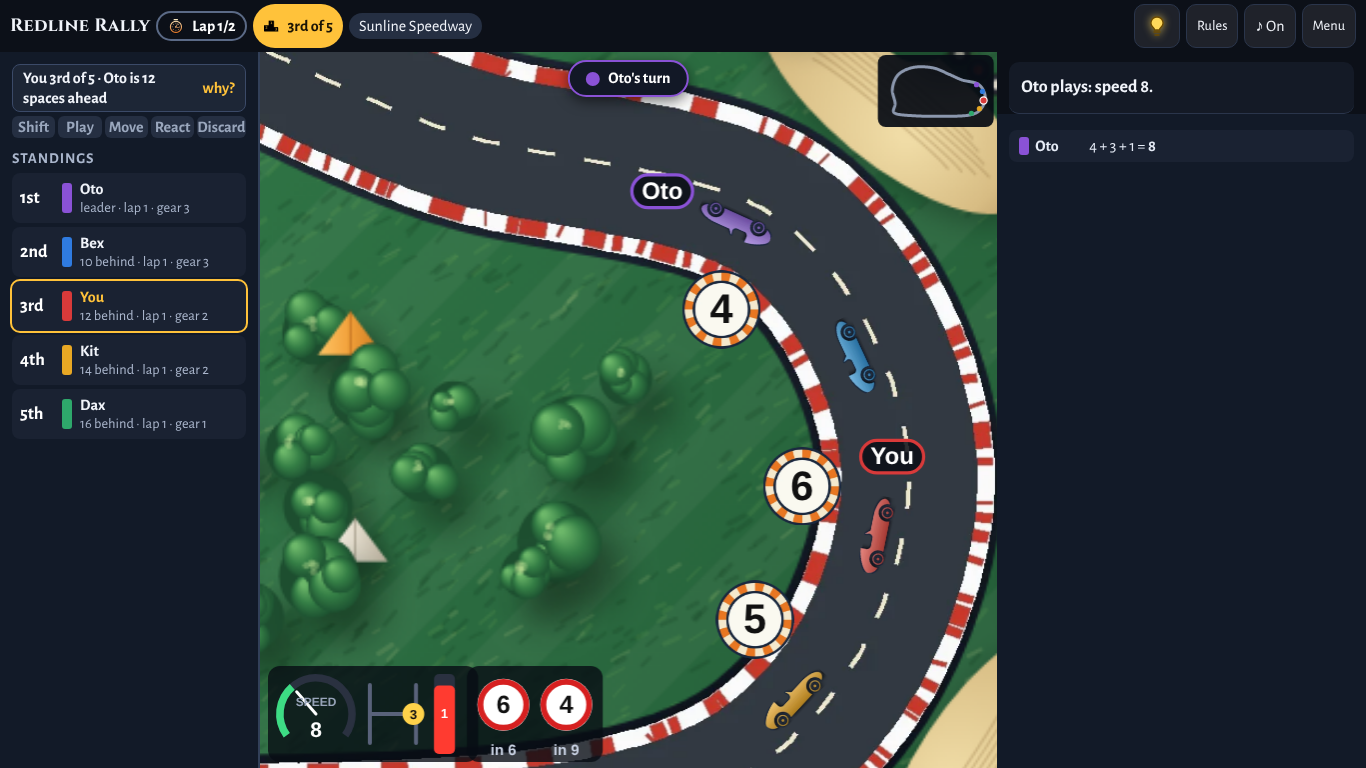 REDLINE RALLY
Lap 1/2
3rd of 5
Sunline Speedway
Rules
♪ On
Menu
You 3rd of 5 · Oto is 12
spaces ahead
why?
Shift Play Move React Discard
STANDINGS
1st
Oto
leader · lap 1 · gear 3
2nd
Bex
10 behind · lap 1 · gear 3
3rd
You
12 behind · lap 1 · gear 2
4th
Kit
14 behind · lap 1 · gear 2
5th
Dax
16 behind · lap 1 · gear 1
Oto's turn
Oto
4
You
6
5
SPEED
8
3
1
6
in 6
4
in 9
Oto plays: speed 8.
Oto 4 + 3 + 1 = 8